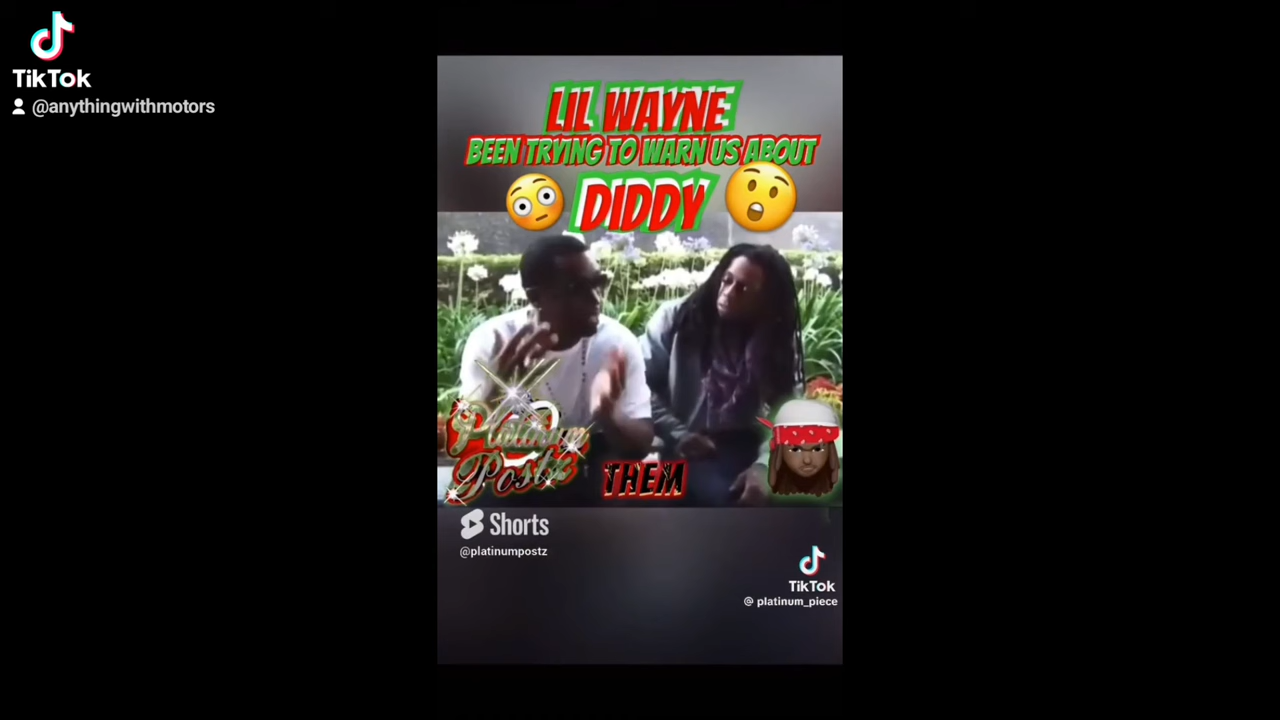 TikTok
@anythingwithmotors
LIL WAYNE
BEEN TRYING TO WARN US ABOUT
DIDDY
Platinum
Postz
THEM
Shorts
@platinumpostz
TikTok
@ platinum_piece